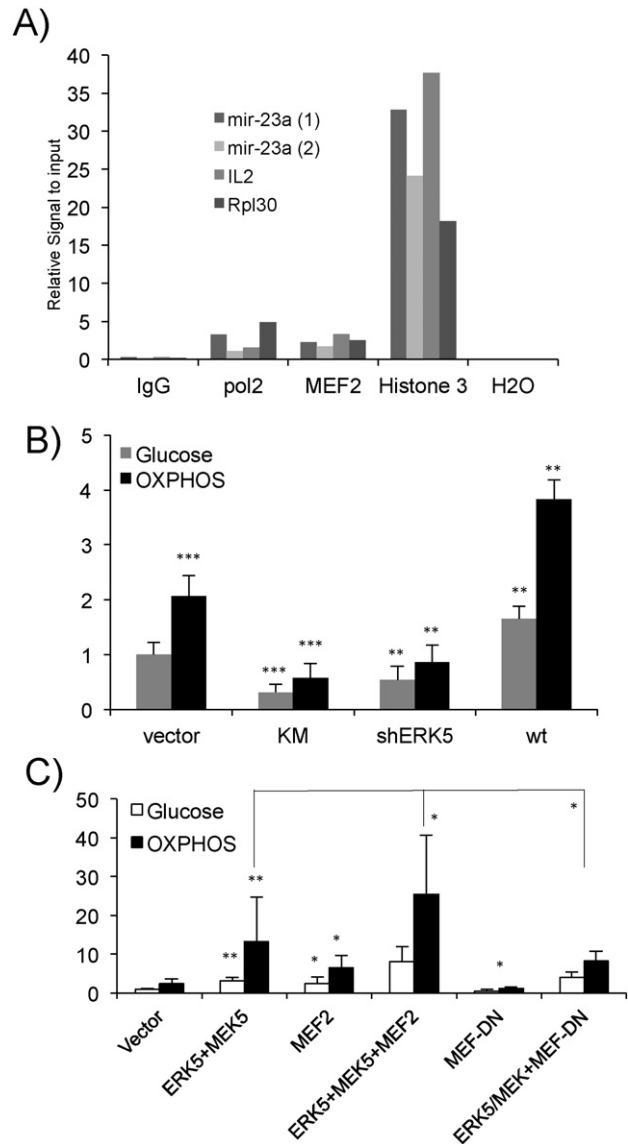 A)
Relative Signal to input
40
35
30
25
20
15
10
5
0
mir-23a (1)
mir-23a (2)
IL2
Rpl30
IgG pol2 MEF2 Histone 3 H2O
B)
5
4
3
2
1
0
Glucose
OXPHOS
***
***
***
**
**
**
**
vector KM shERK5 wt
C)
50
40
30
20
10
0
Glucose
OXPHOS
**
**
*
*
*
*
*
Vector
ERK5+MEK5
MEF2
ERK5+MEK5+MEF2
MEF-DN
ERK5/MEK+MEF-DN